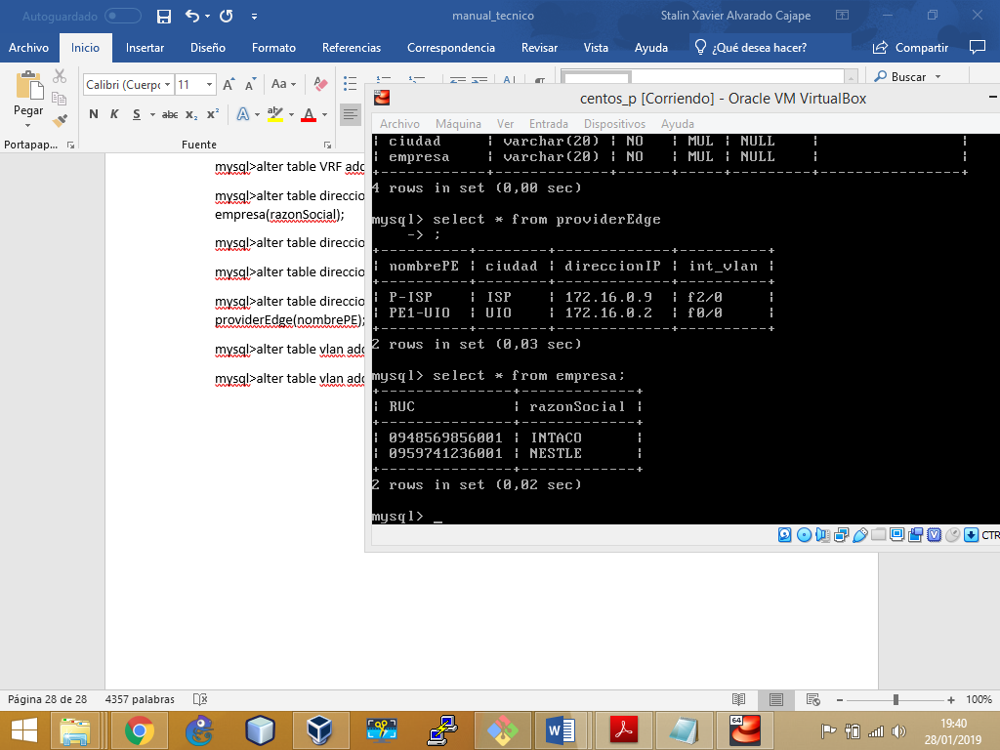 Autoguardado
manual_tecnico
Stalin Xavier Alvarado Cajape
Archivo Inicio Insertar Diseño Formato Referencias Correspondencia Revisar Vista Ayuda ¿Qué desea hacer? Compartir
Pegar
Calibri (Cuerpo 11
Aa
N K S abc x₂ x² A ab A
Buscar
Portapap...
Fuente
centos_p [Corriendo] - Oracle VM VirtualBox
Archivo Máquina Ver Entrada Dispositivos Ayuda
mysql>alter table VRF add
mysql>alter table direccio
empresa(razonSocial);
mysql>alter table direccio
mysql>alter table direccio
mysql>alter table direccio
providerEdge(nombrePE);
mysql>alter table vlan add
mysql>alter table vlan add
¦ ciudad ¦ varchar(20) ¦ NO ¦ MUL ¦ NULL ¦ ¦
¦ empresa ¦ varchar(20) ¦ NO ¦ MUL ¦ NULL ¦ ¦
+-------------+-------------+------+-----+---------+----------------+
4 rows in set (0,00 sec)
mysql> select * from providerEdge
-> ;
+----------+--------+-------------+----------+
¦ nombrePE ¦ ciudad ¦ direccionIP ¦ int_vlan ¦
+----------+--------+-------------+----------+
¦ P-ISP ¦ ISP ¦ 172.16.0.9 ¦ f2/0 ¦
¦ PE1-UIO ¦ UIO ¦ 172.16.0.2 ¦ f0/0 ¦
+----------+--------+-------------+----------+
2 rows in set (0,03 sec)
mysql> select * from empresa;
+---------------+-------------+
¦ RUC ¦ razonSocial ¦
+---------------+-------------+
¦ 0948569856001 ¦ INTACO ¦
¦ 0959741236001 ¦ NESTLE ¦
+---------------+-------------+
2 rows in set (0,02 sec)
mysql> _
CTR
Página 28 de 28 4357 palabras
100%
64
19:40
28/01/2019